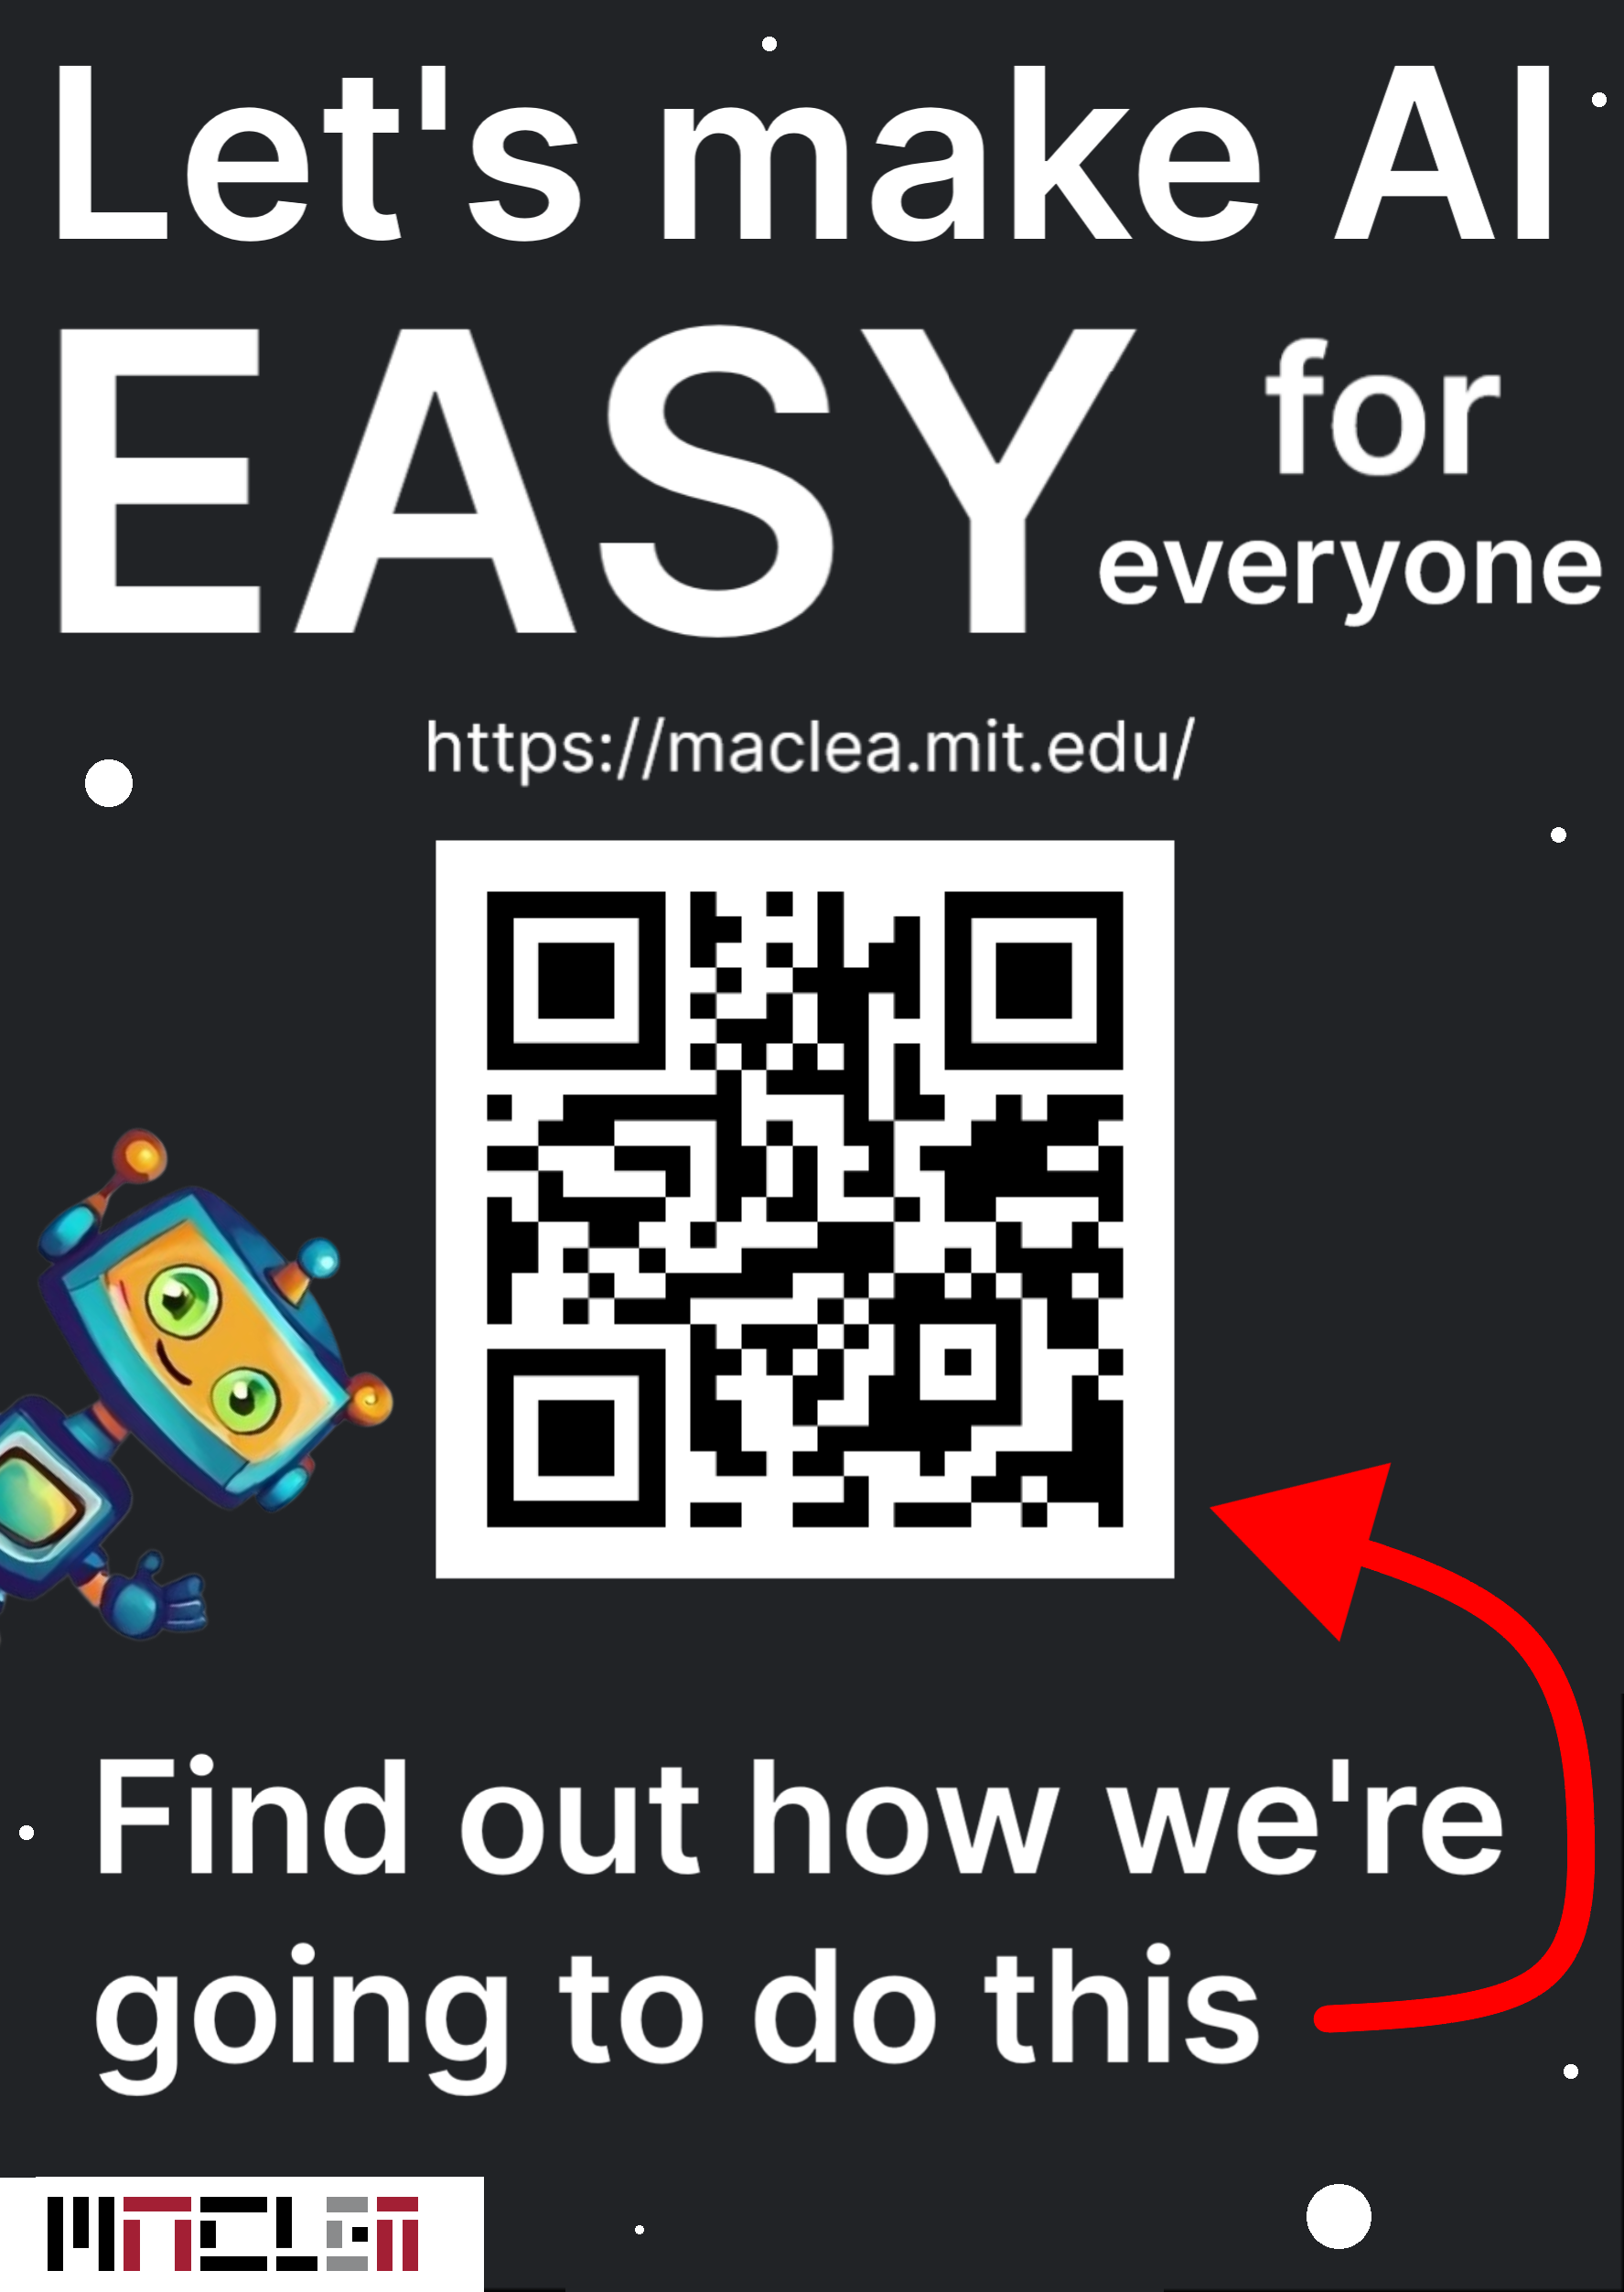 Let's make AI
EASY for
everyone
https://maclea.mit.edu/
Find out how we're
going to do this
MACLEA